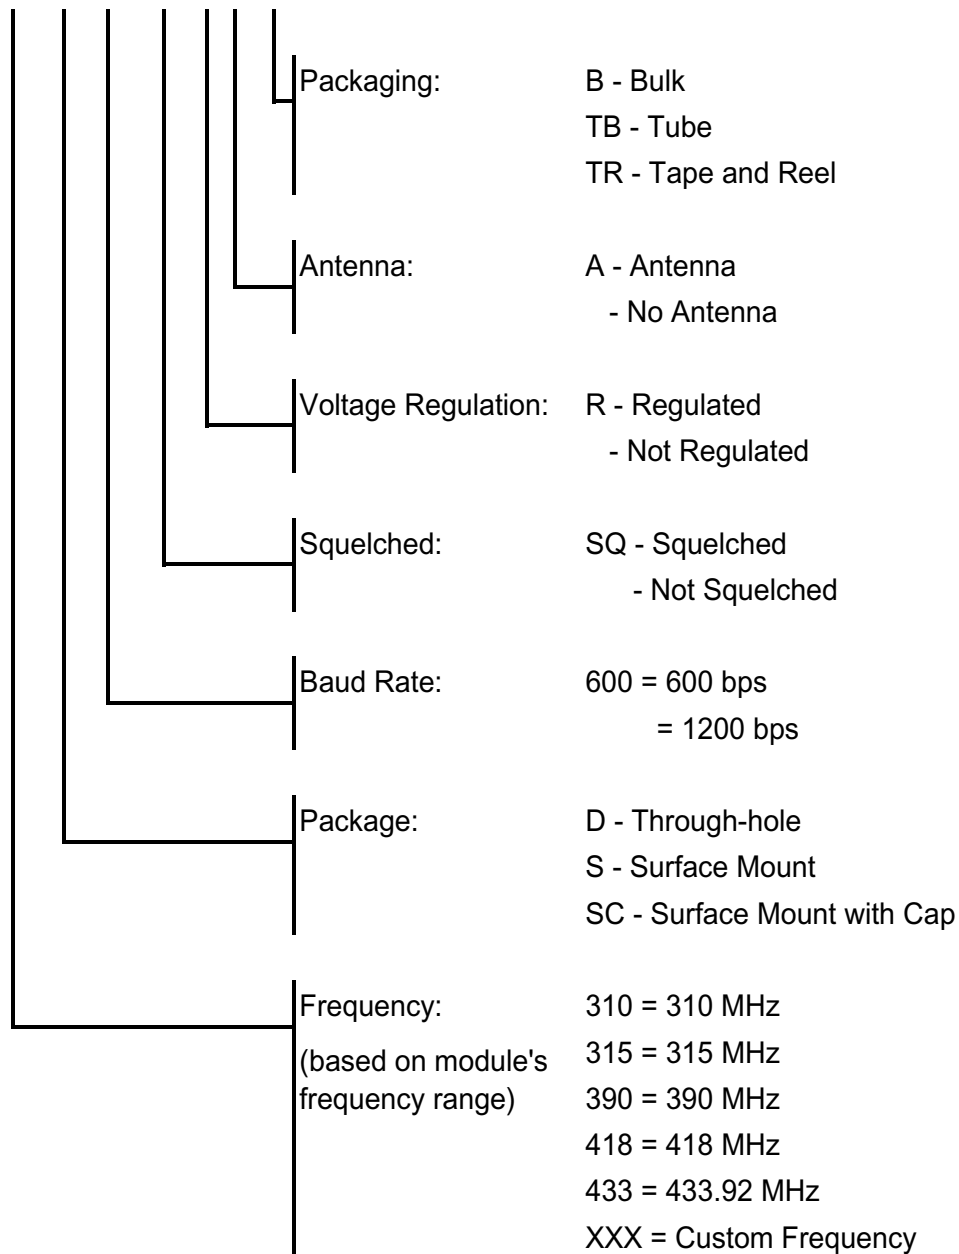 Packaging: B - Bulk
TB - Tube
TR - Tape and Reel
Antenna: A - Antenna
- No Antenna
Voltage Regulation: R - Regulated
- Not Regulated
Squelched: SQ - Squelched
- Not Squelched
Baud Rate: 600 = 600 bps
= 1200 bps
Package: D - Through-hole
S - Surface Mount
SC - Surface Mount with Cap
Frequency: 310 = 310 MHz
(based on module's 315 = 315 MHz
frequency range) 390 = 390 MHz
418 = 418 MHz
433 = 433.92 MHz
XXX = Custom Frequency